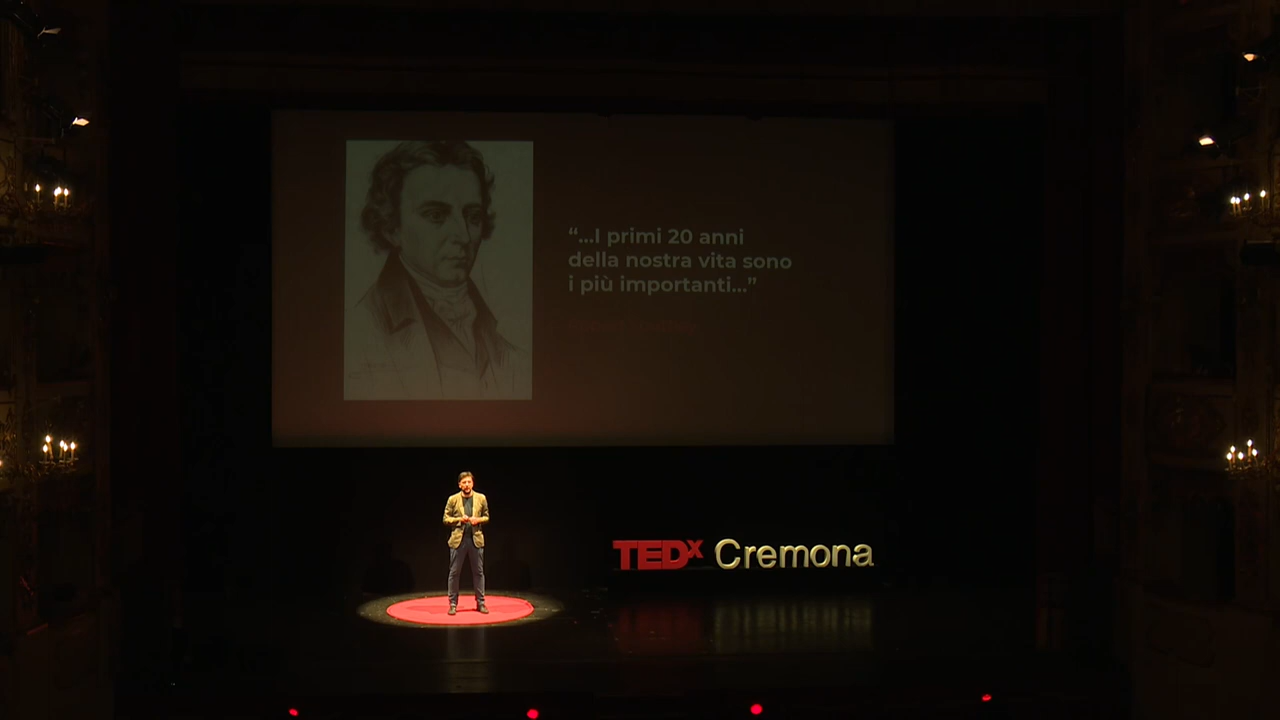 “...I primi 20 anni
della nostra vita sono
i più importanti...”
TEDx Cremona